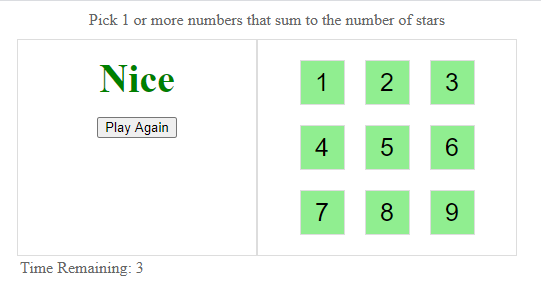 Pick 1 or more numbers that sum to the number of stars
Nice
Play Again
1 2 3
4 5 6
7 8 9
Time Remaining: 3